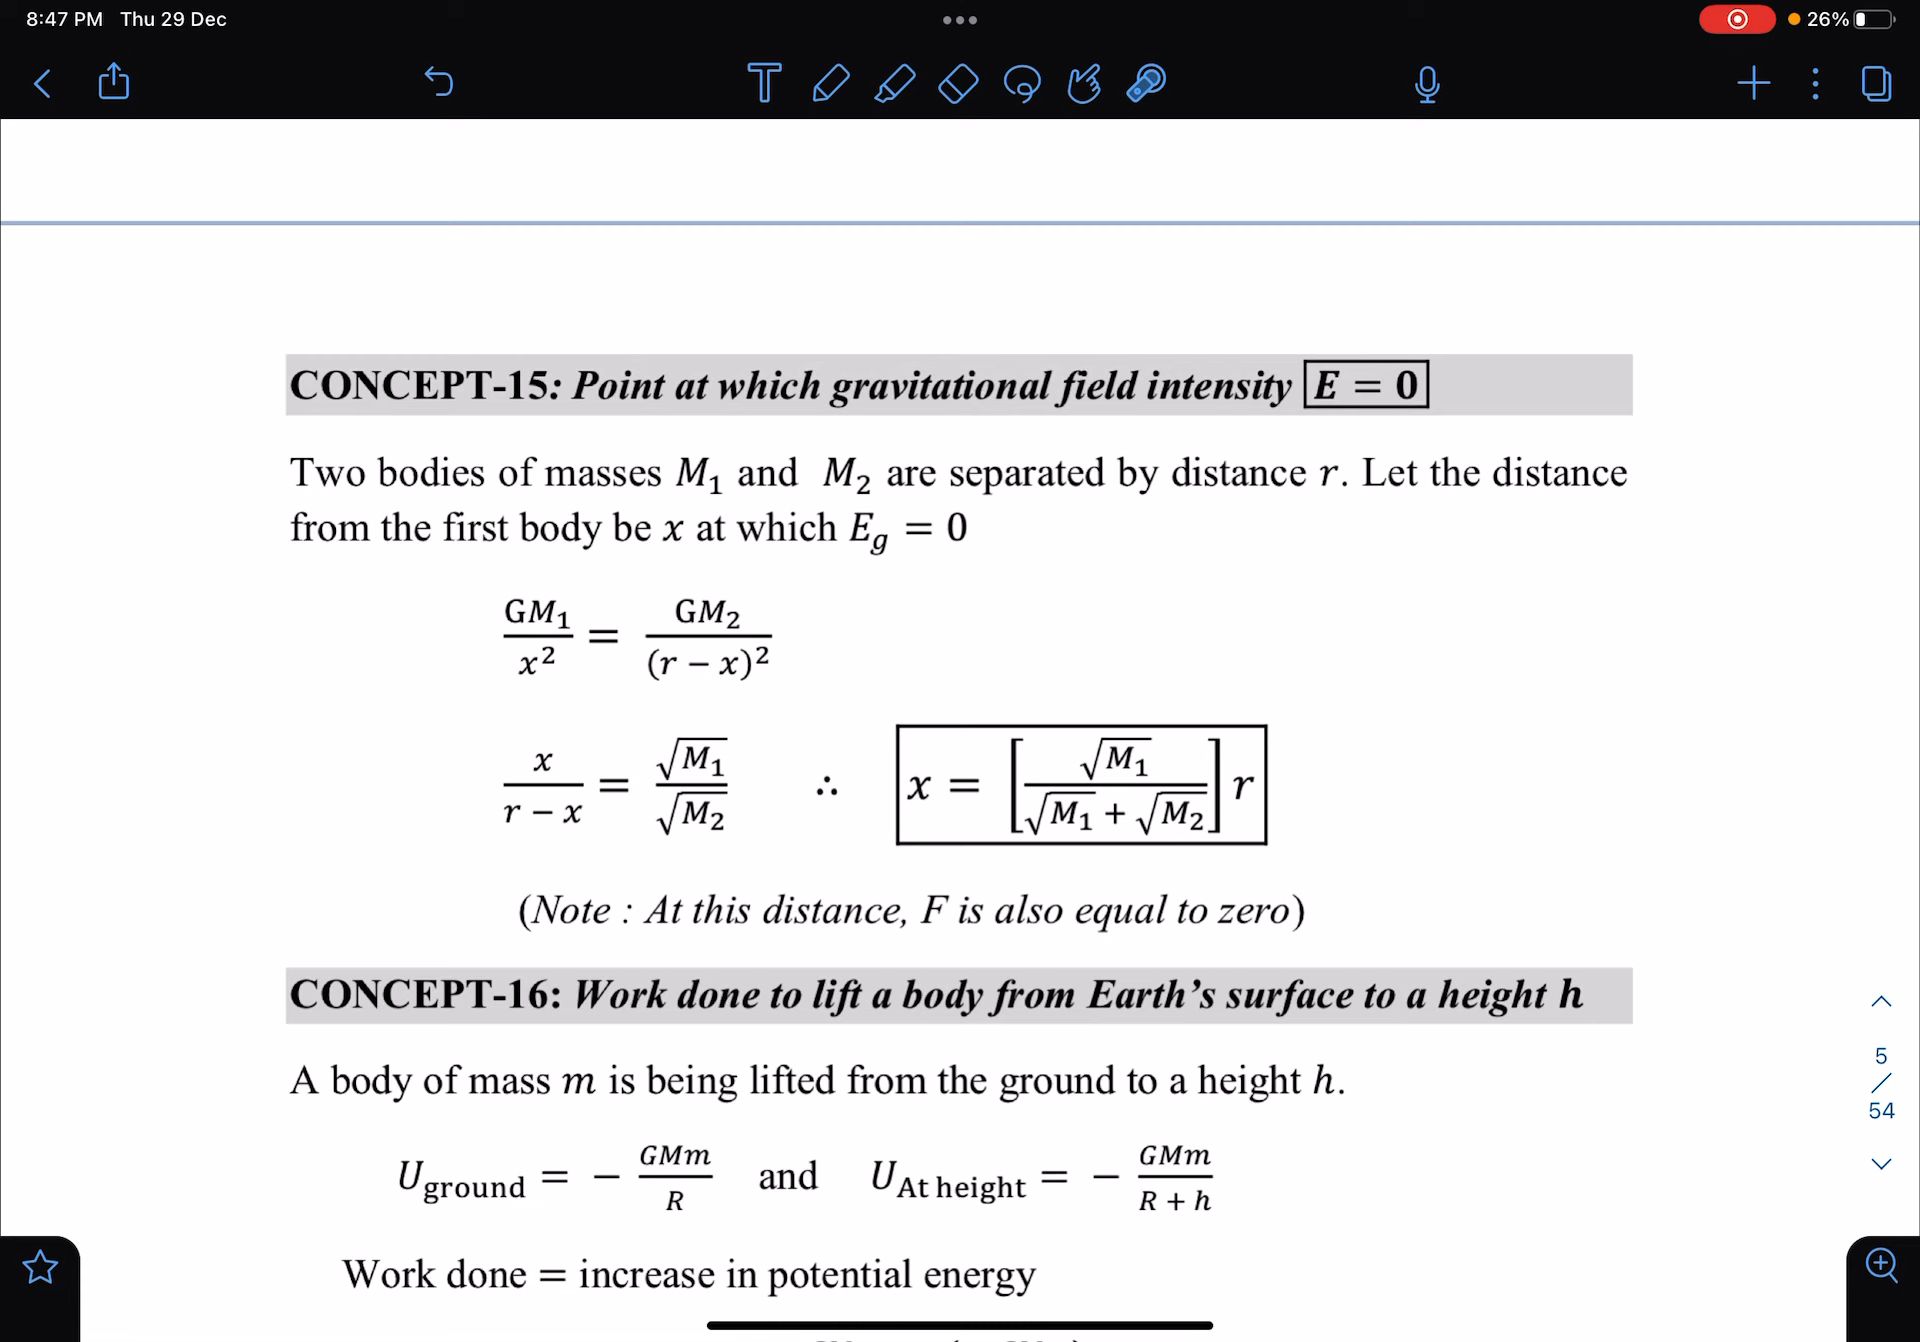 8:47 PM Thu 29 Dec
26%
CONCEPT-15: Point at which gravitational field intensity E = 0
Two bodies of masses M₁ and M₂ are separated by distance r. Let the distance
from the first body be x at which E_g = 0
GM₁/x² = GM₂/(r − x)²
x/(r − x) = √M₁/√M₂ ∴ x = [√M₁/(√M₁ + √M₂)] r
(Note : At this distance, F is also equal to zero)
CONCEPT-16: Work done to lift a body from Earth’s surface to a height h
A body of mass m is being lifted from the ground to a height h.
U_ground = − GMm/R and U_At height = − GMm/(R + h)
Work done = increase in potential energy
5
/
54